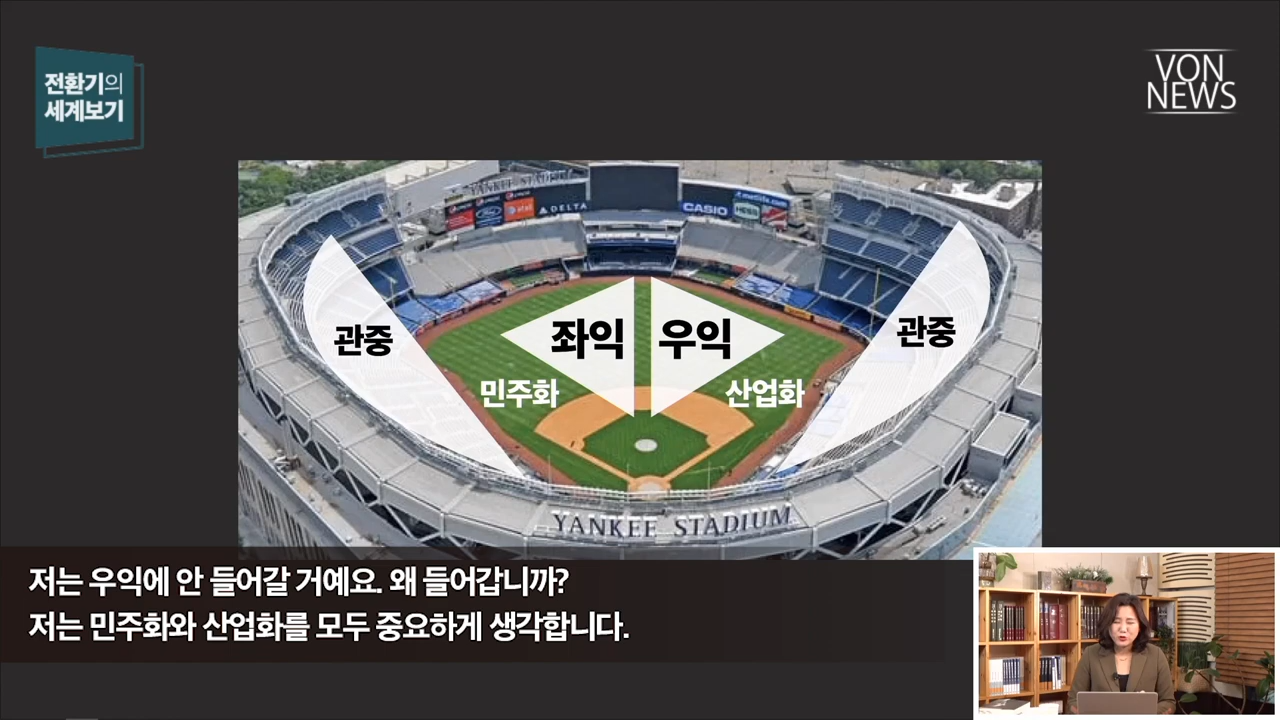 전환기의
세계보기
VON
NEWS
YANKEE STADIUM
DELTA
CASIO
관중
좌익
우익
관중
민주화
산업화
YANKEE STADIUM
저는 우익에 안 들어갈 거예요. 왜 들어갑니까?
저는 민주화와 산업화를 모두 중요하게 생각합니다.